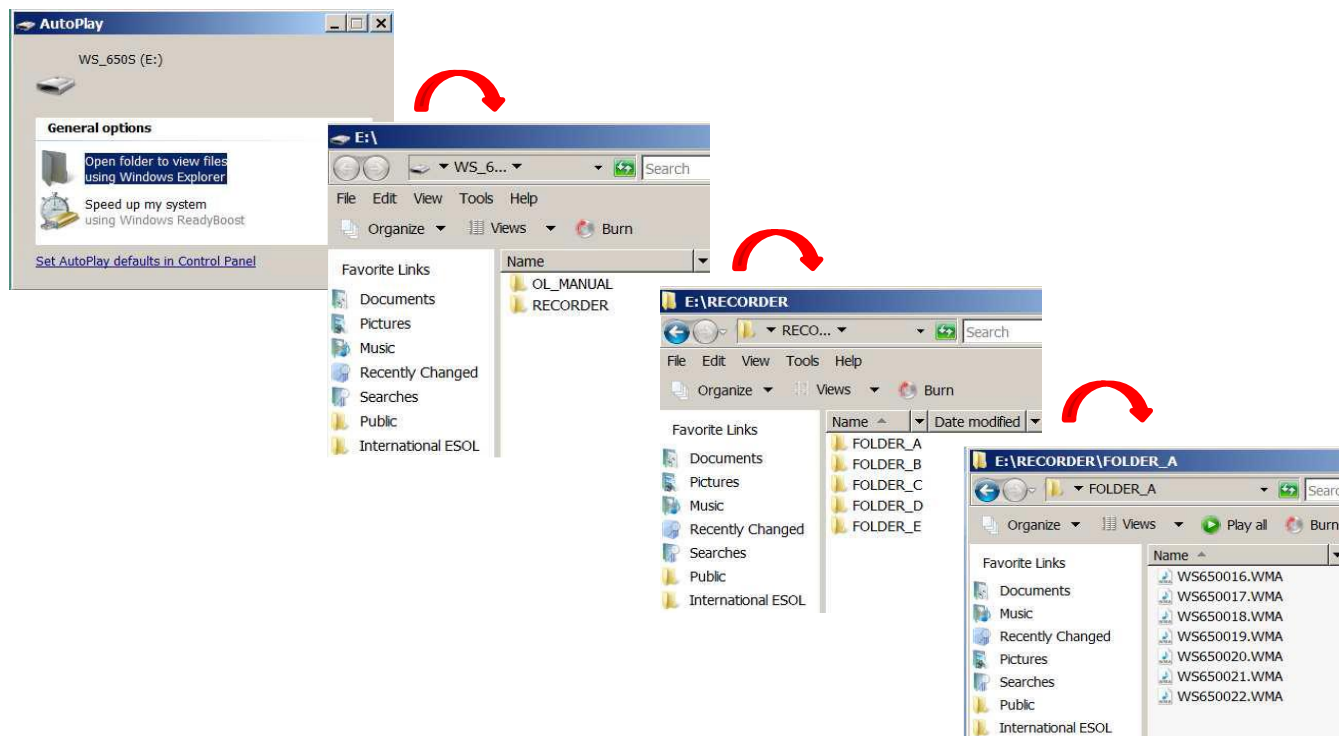 AutoPlay
WS_650S (E:)
General options
Open folder to view files
using Windows Explorer
Speed up my system
using Windows ReadyBoost
Set AutoPlay defaults in Control Panel
E:\
WS_6...
Search
File Edit View Tools Help
Organize Views Burn
Favorite Links
Documents
Pictures
Music
Recently Changed
Searches
Public
International ESOL
Name
OL_MANUAL
RECORDER
E:\RECORDER
RECO...
Search
File Edit View Tools Help
Organize Views Burn
Favorite Links
Documents
Pictures
Music
Recently Changed
Searches
Public
International ESOL
Name Date modified
FOLDER_A
FOLDER_B
FOLDER_C
FOLDER_D
FOLDER_E
E:\RECORDER\FOLDER_A
FOLDER_A
Searc
Organize Views Play all Burn
Favorite Links
Documents
Music
Recently Changed
Pictures
Searches
Public
International ESOL
Name
WS650016.WMA
WS650017.WMA
WS650018.WMA
WS650019.WMA
WS650020.WMA
WS650021.WMA
WS650022.WMA